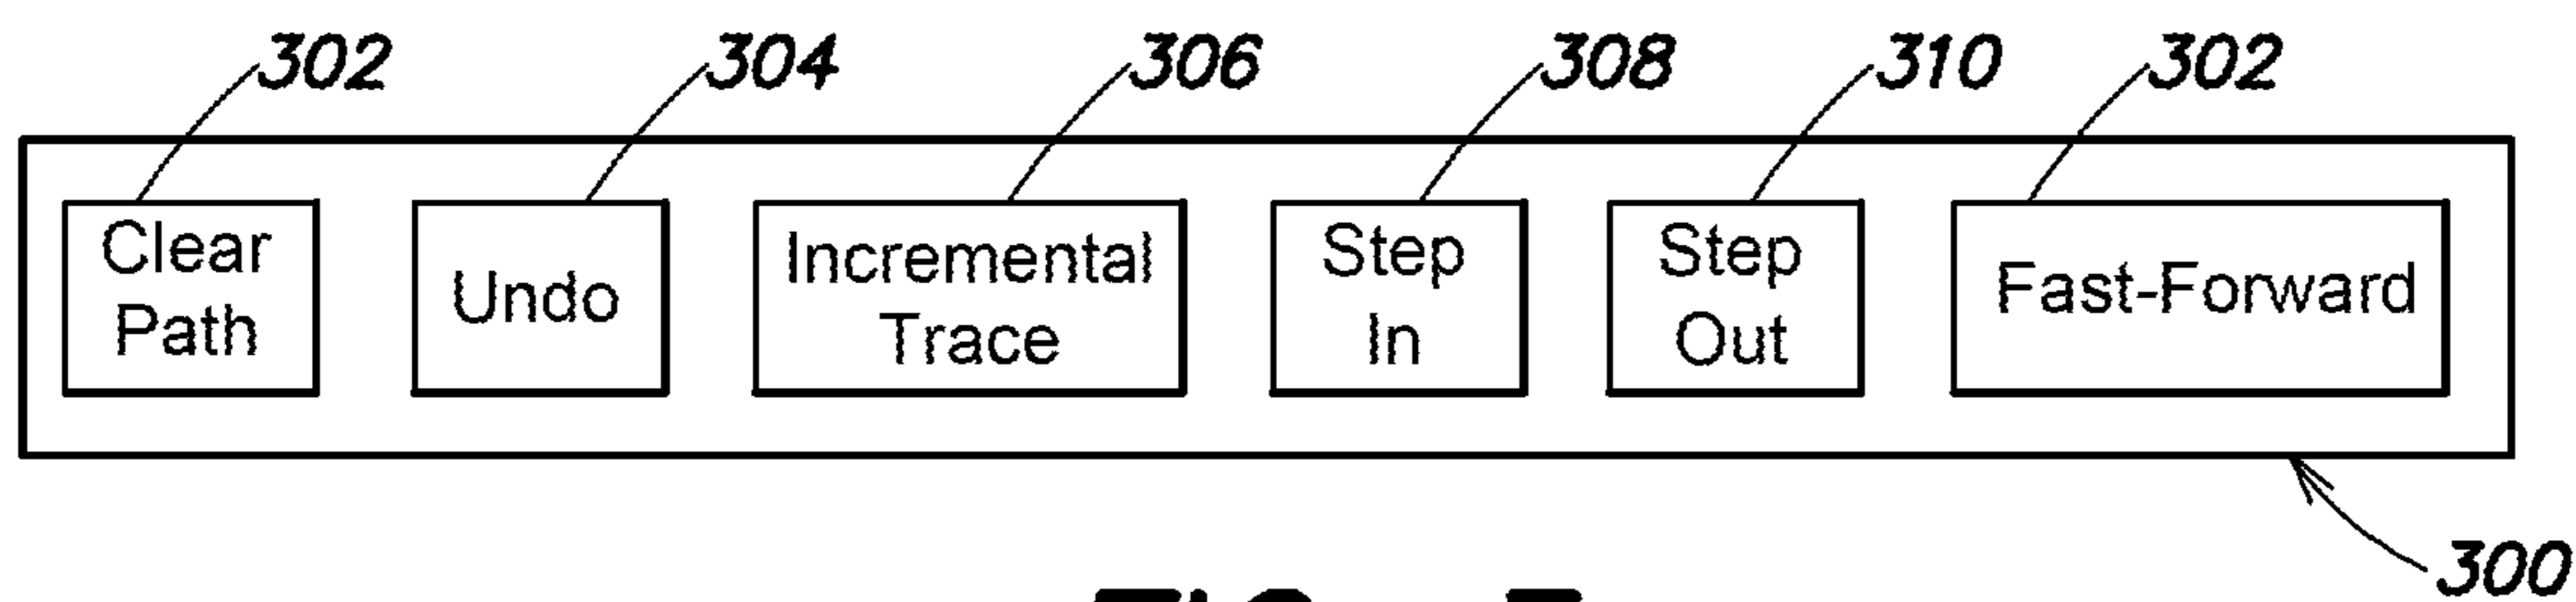 302 304 306 308 310 302
Clear
Path
Undo
Incremental
Trace
Step
In
Step
Out
Fast-Forward
300